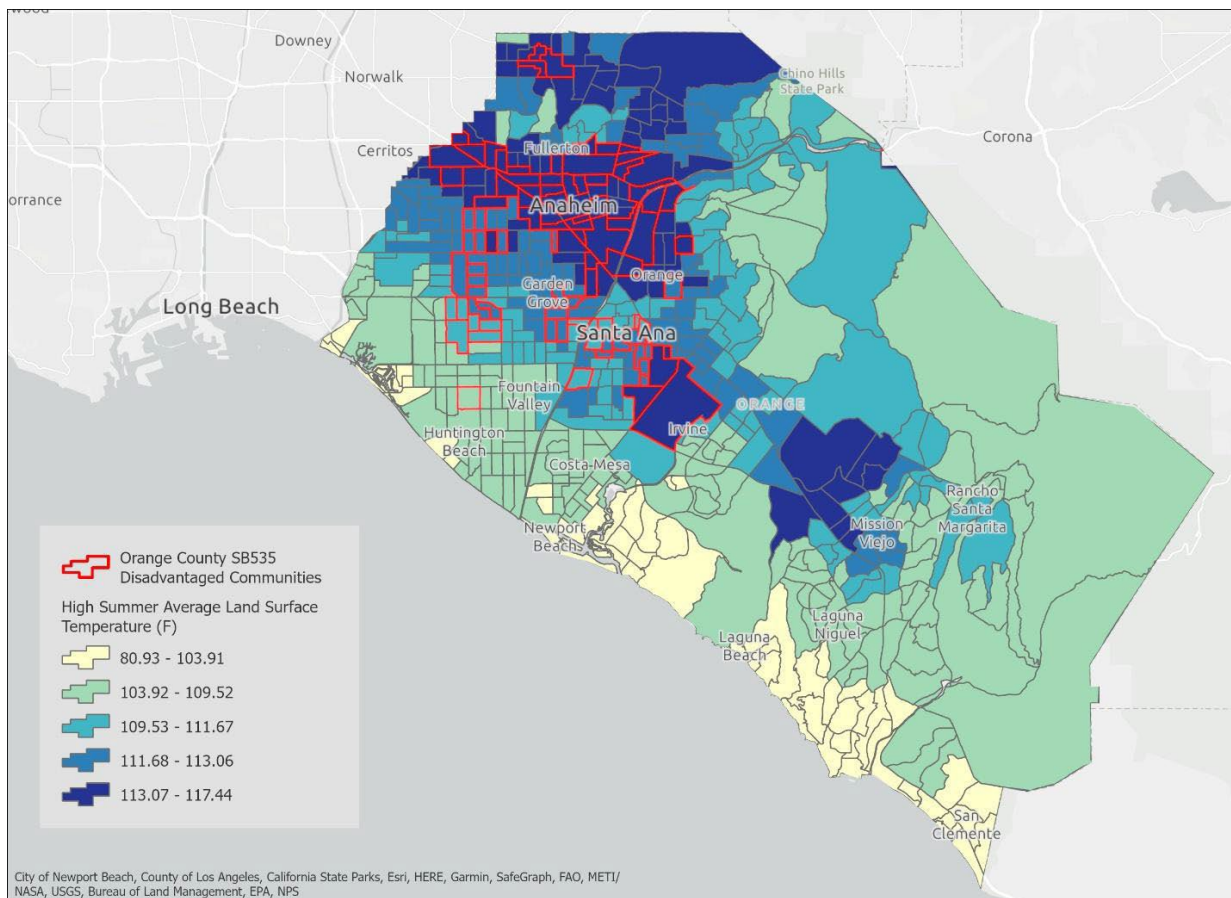 wood
Downey
Norwalk
Chino Hills
State Park
Corona
Cerritos
Fullerton
orrance
Anaheim
Orange
Garden
Grove
Long Beach
Santa Ana
Fountain
Valley
ORANGE
Irvine
Huntington
Beach
Costa Mesa
Rancho
Santa
Margarita
Newport
Beach
Mission
Viejo
Laguna
Niguel
Laguna
Beach
San
Clemente
Orange County SB535
Disadvantaged Communities
High Summer Average Land Surface
Temperature (F)
80.93 - 103.91
103.92 - 109.52
109.53 - 111.67
111.68 - 113.06
113.07 - 117.44
City of Newport Beach, County of Los Angeles, California State Parks, Esri, HERE, Garmin, SafeGraph, FAO, METI/
NASA, USGS, Bureau of Land Management, EPA, NPS